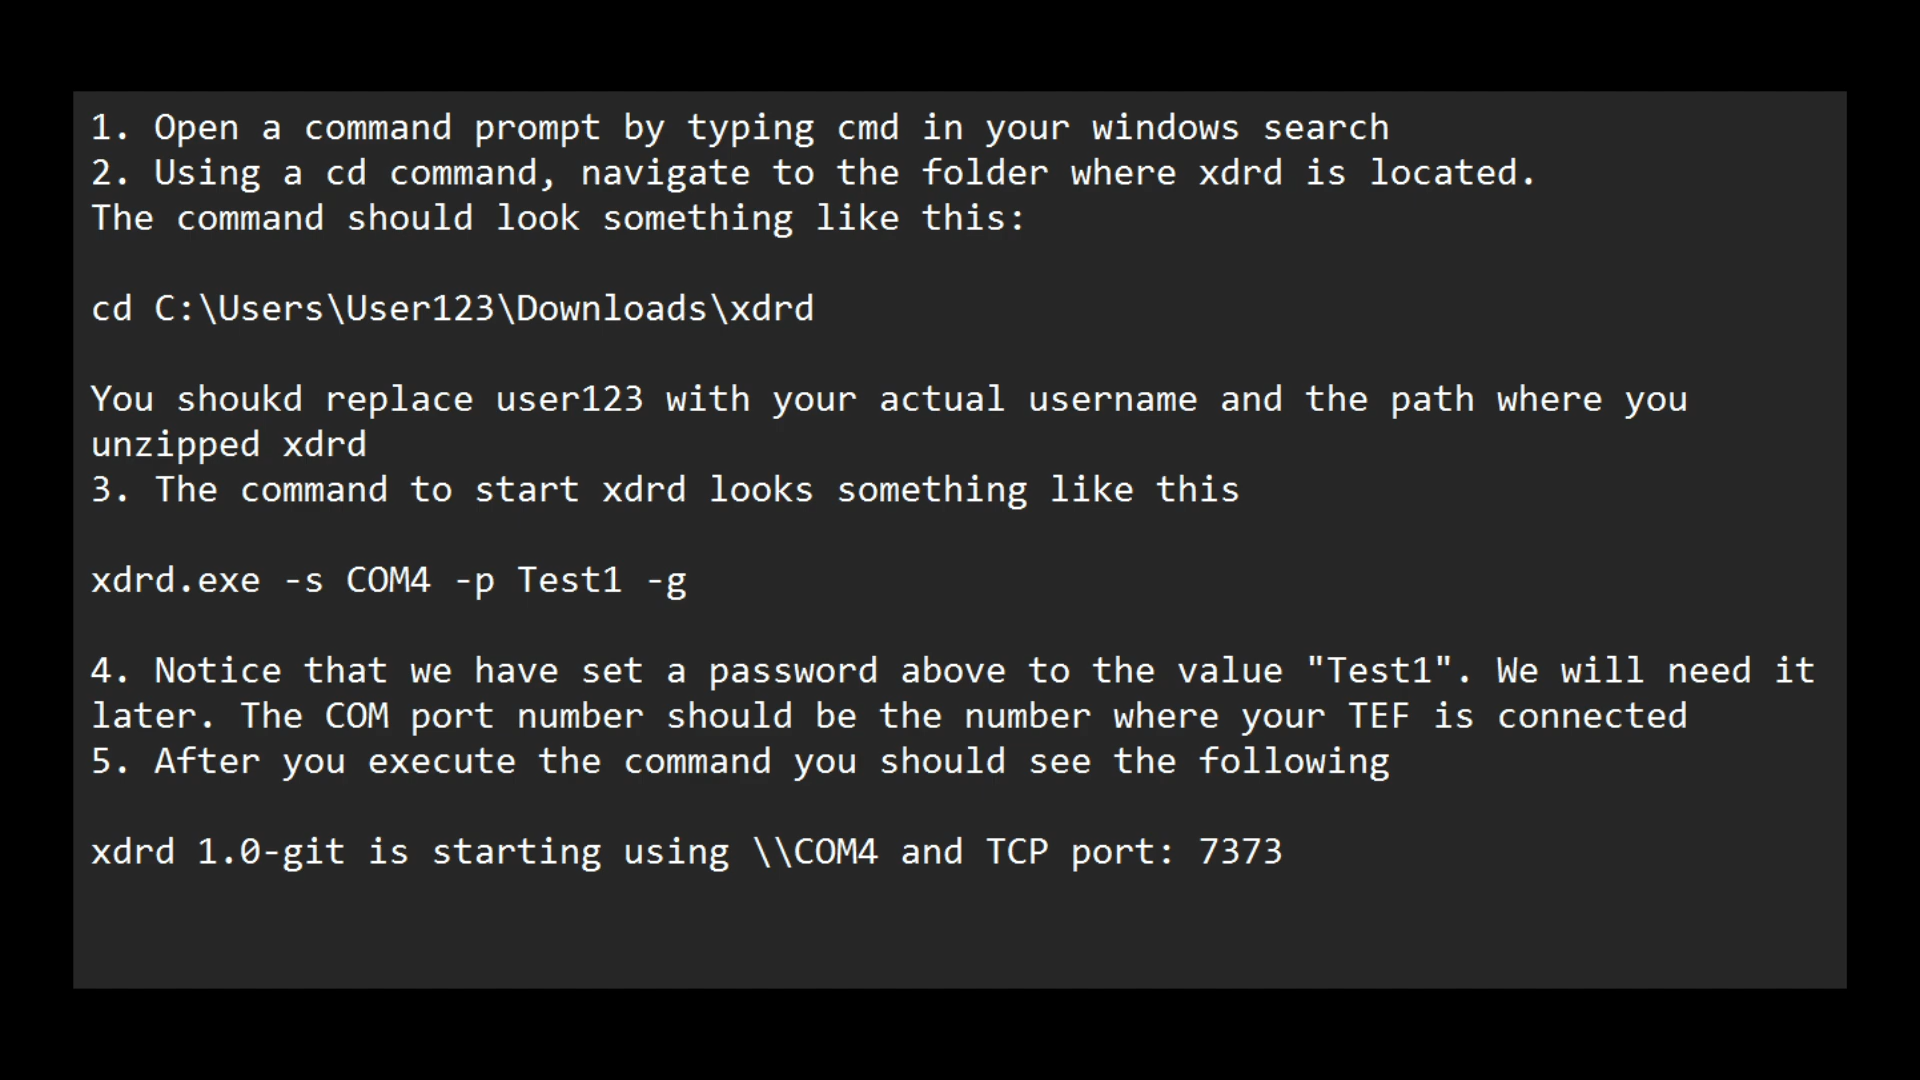 1. Open a command prompt by typing cmd in your windows search
2. Using a cd command, navigate to the folder where xdrd is located.
The command should look something like this:
cd C:\Users\User123\Downloads\xdrd
You shoukd replace user123 with your actual username and the path where you
unzipped xdrd
3. The command to start xdrd looks something like this
xdrd.exe -s COM4 -p Test1 -g
4. Notice that we have set a password above to the value "Test1". We will need it
later. The COM port number should be the number where your TEF is connected
5. After you execute the command you should see the following
xdrd 1.0-git is starting using \\COM4 and TCP port: 7373